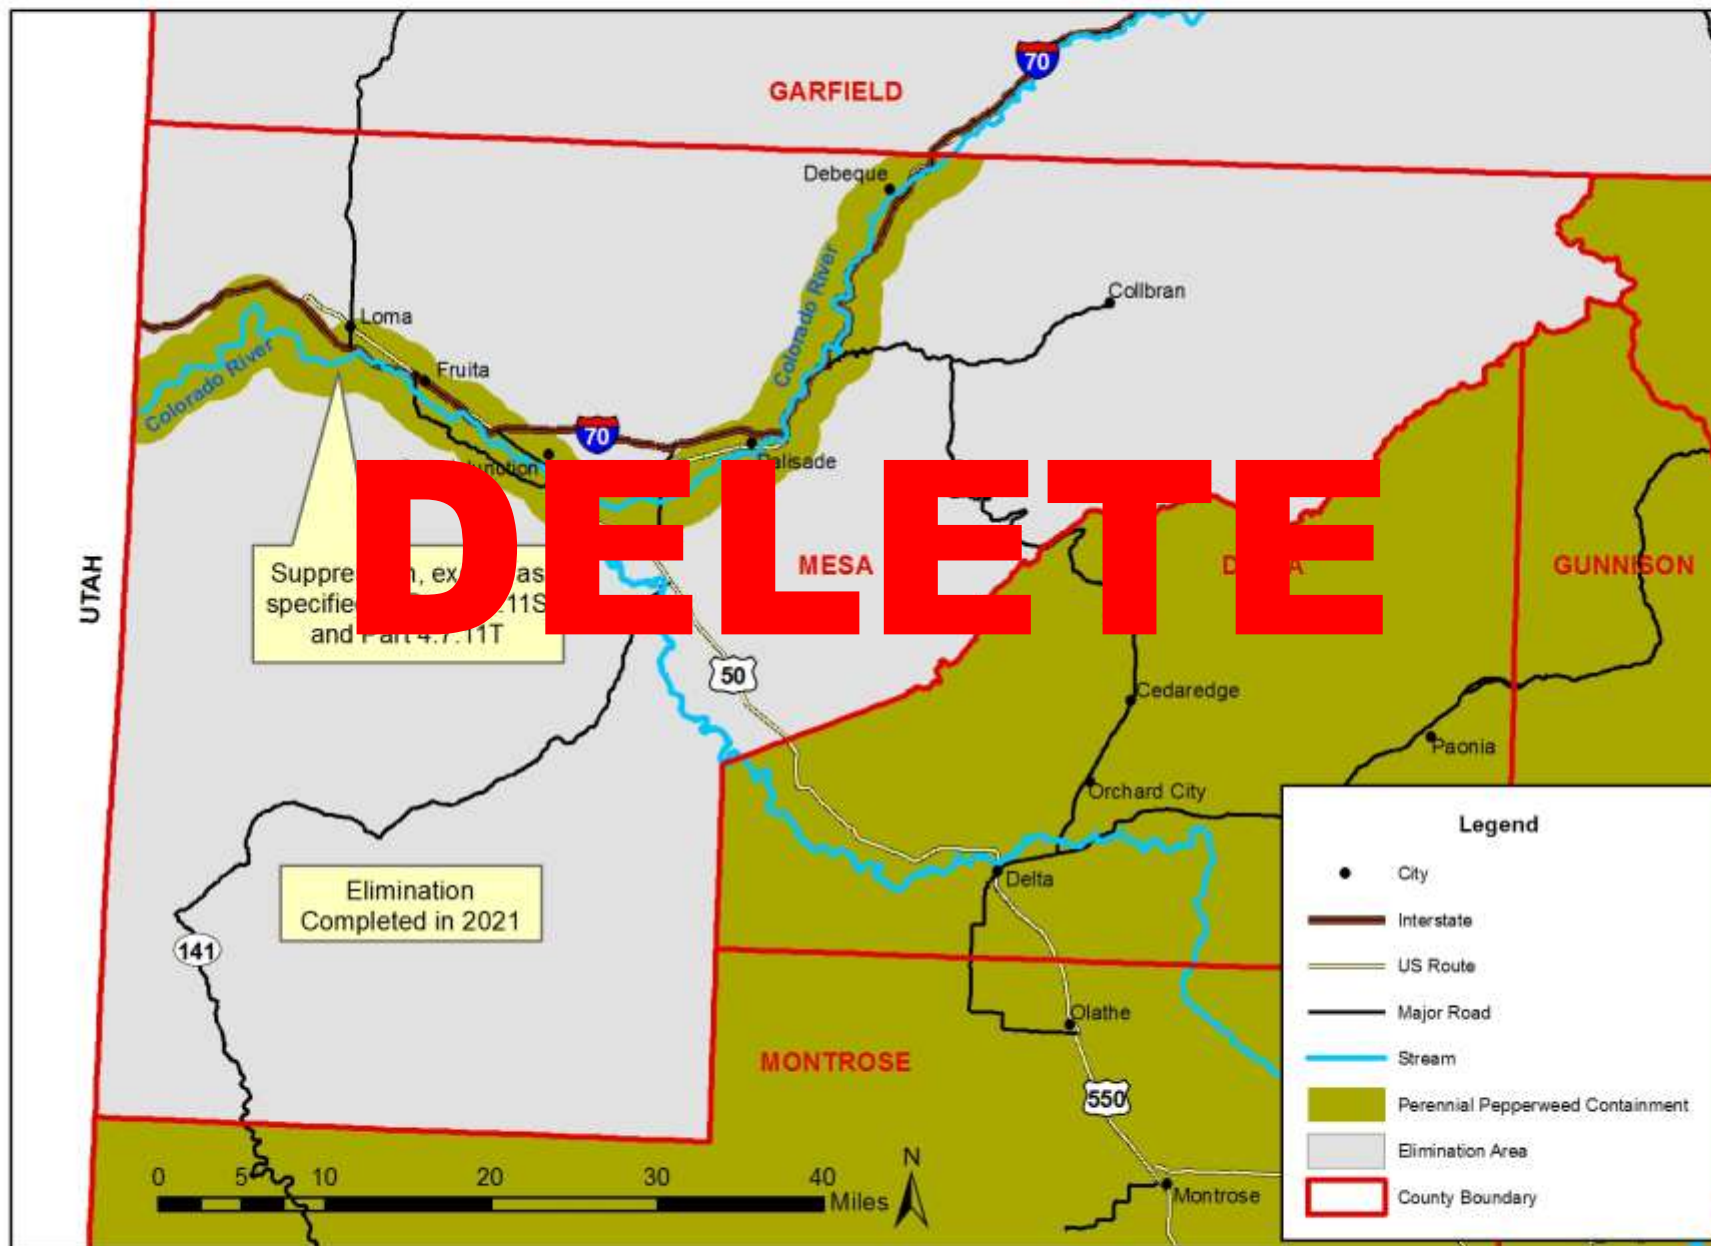 70
GARFIELD
Debeque
Colorado River
Collbran
Loma
Fruita
Colorado River
70
Palisade
DELETE
UTAH
MESA
GUNNISON
and 4.7.11T
50
Cedaredge
Paonia
Orchard City
Delta
Elimination
Completed in 2021
141
Olathe
MONTROSE
550
Montrose
0 5 10 20 30 40
Miles
N
Legend
City
Interstate
US Route
Major Road
Stream
Perennial Pepperweed Containment
Elimination Area
County Boundary